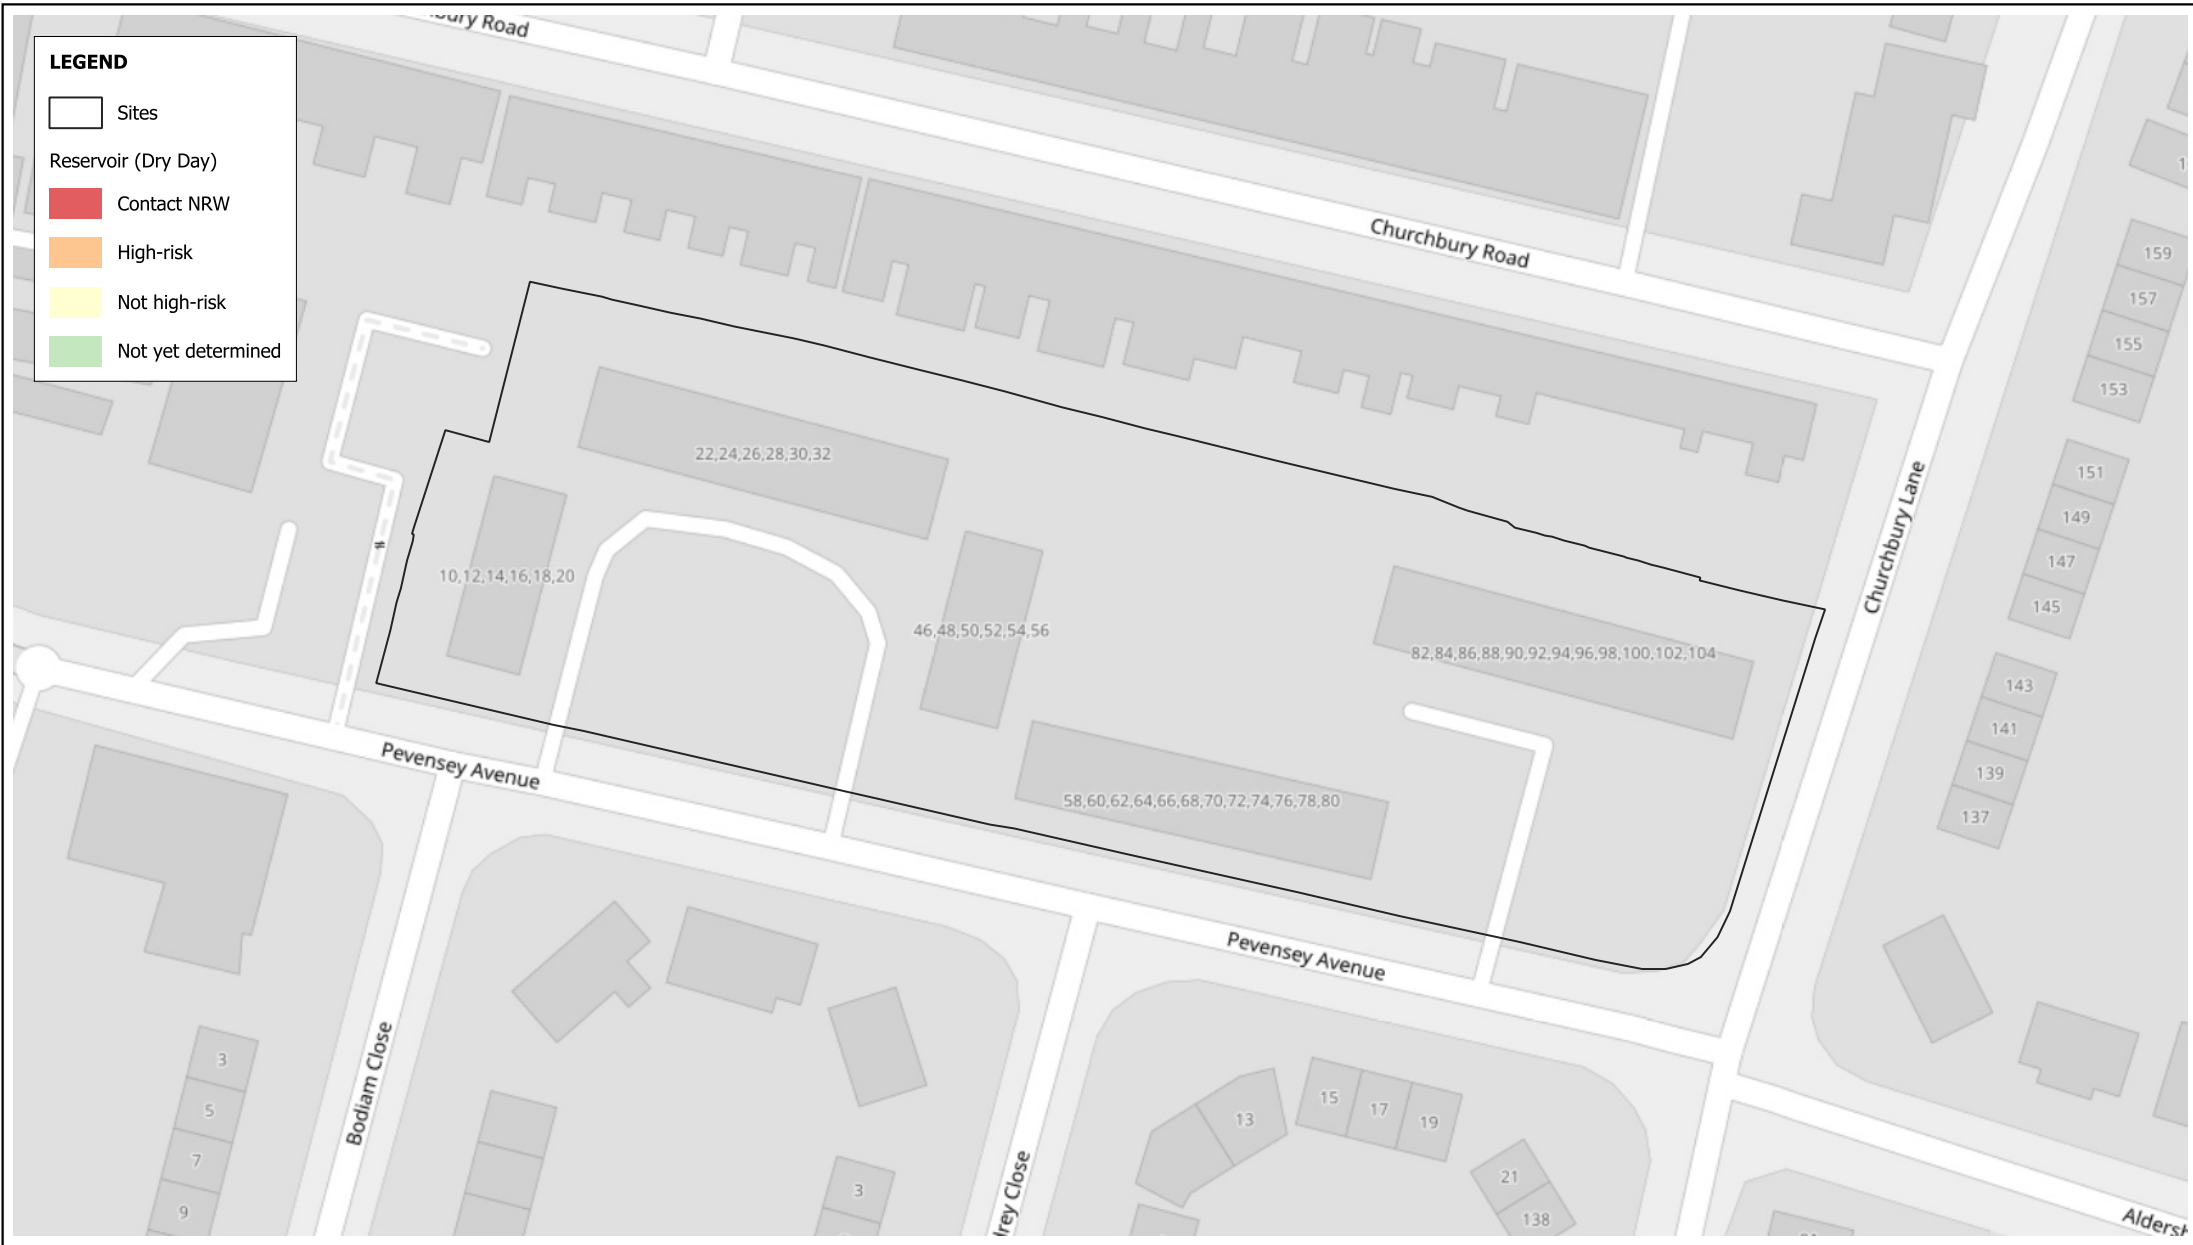 LEGEND
Sites
Reservoir (Dry Day)
Contact NRW
High-risk
Not high-risk
Not yet determined
Road
Churchbury Road
159
157
155
153
22,24,26,28,30,32
151
149
147
145
Churchbury Lane
10,12,14,16,18,20
46,48,50,52,54,56
82,84,86,88,90,92,94,96,98,100,102,104
143
141
139
137
Pevensey Avenue
58,60,62,64,66,68,70,72,74,76,78,80
Pevensey Avenue
Bodiam Close
3
5
7
9
13
15
17
19
21
138
3
Close